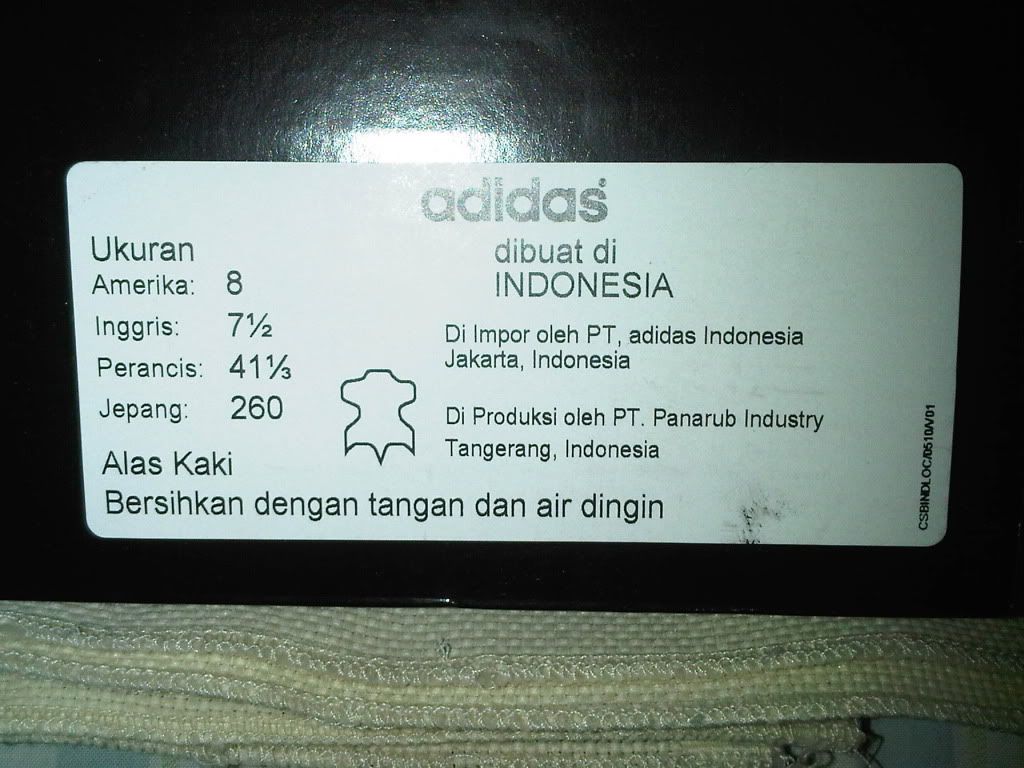 adidas
Ukuran
Amerika: 8
Inggris: 7½
Perancis: 41⅓
Jepang: 260
dibuat di
INDONESIA
Di Impor oleh PT, adidas Indonesia
Jakarta, Indonesia
Di Produksi oleh PT. Panarub Industry
Tangerang, Indonesia
Alas Kaki
Bersihkan dengan tangan dan air dingin
CSBINDLOC/0510/V01